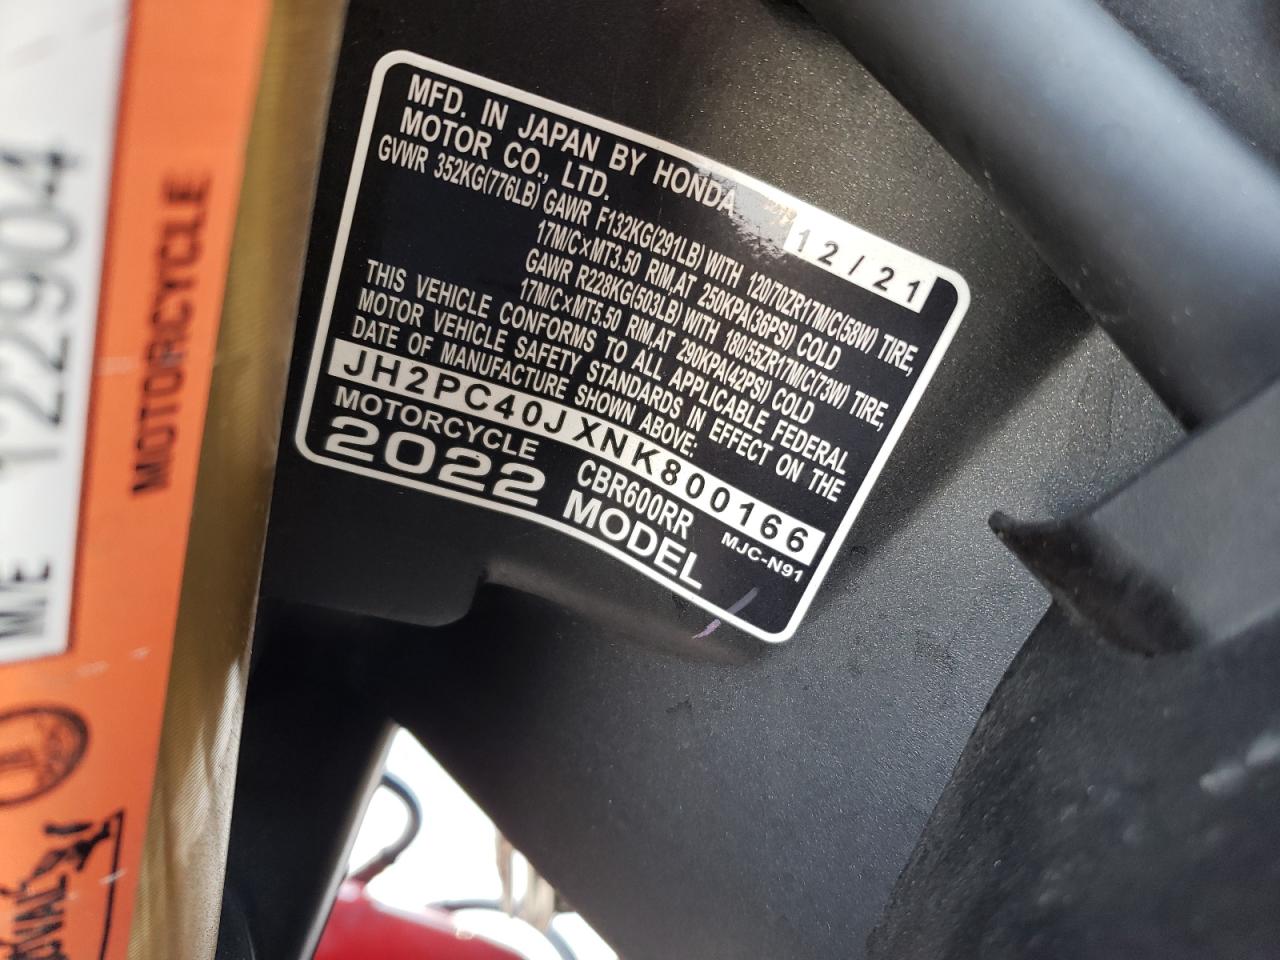 MFD. IN JAPAN BY HONDA
MOTOR CO., LTD.
12/21
GVWR 352KG(776LB) GAWR F132KG(291LB) WITH 120/70ZR17M/C(58W) TIRE,
17M/C×MT3.50 RIM,AT 250KPA(36PSI) COLD
GAWR R228KG(503LB) WITH 180/55ZR17M/C(73W) TIRE,
17M/C×MT5.50 RIM,AT 290KPA(42PSI) COLD
THIS VEHICLE CONFORMS TO ALL APPLICABLE FEDERAL
MOTOR VEHICLE SAFETY STANDARDS IN EFFECT ON THE
DATE OF MANUFACTURE SHOWN ABOVE:
JH2PC40JXNK800166
MOTORCYCLE CBR600RR MJC-N91
2022 MODEL
1229904
MOTORCYCLE